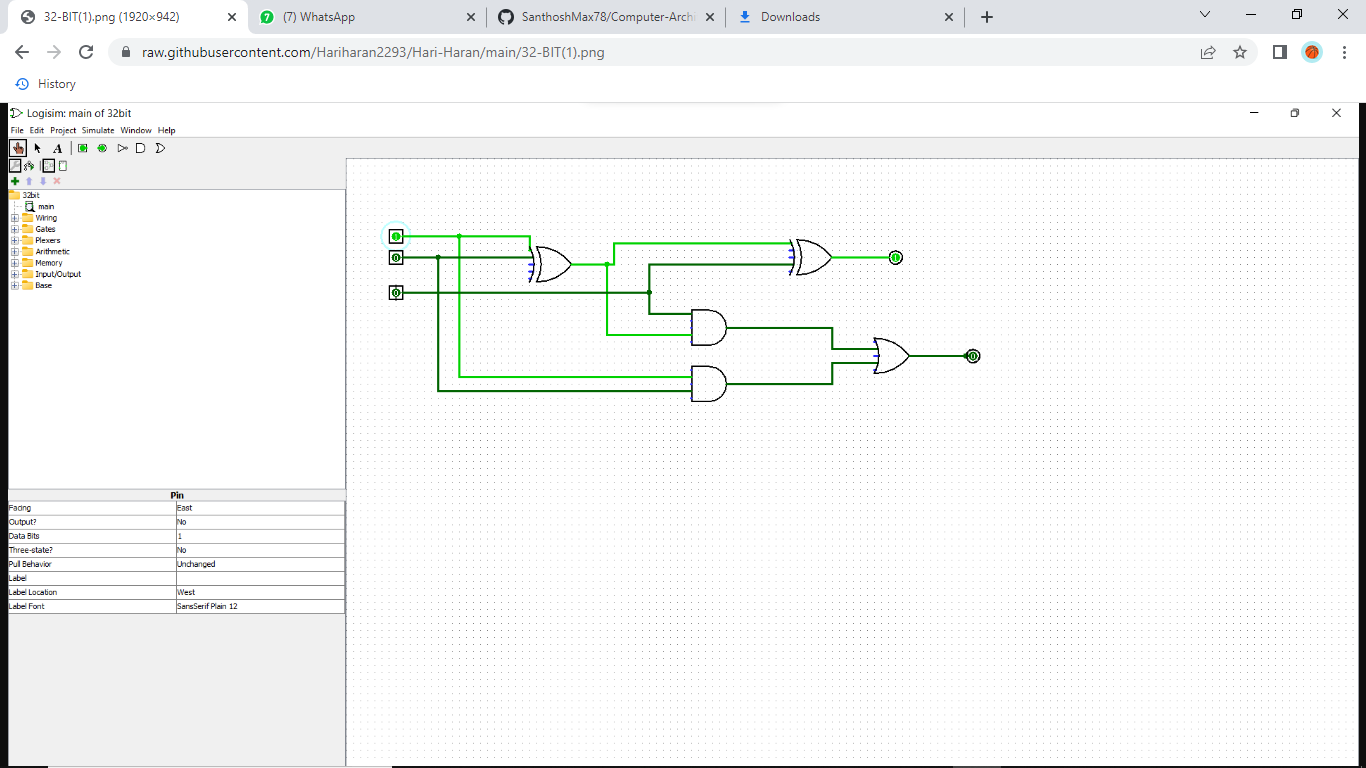 32-BIT(1).png (1920×942)
7 (7) WhatsApp
SanthoshMax78/Computer-Archi
Downloads
raw.githubusercontent.com/Hariharan2293/Hari-Haran/main/32-BIT(1).png
History
Logisim: main of 32bit
File Edit Project Simulate Window Help
A
32bit
main
Wiring
Gates
Plexers
Arithmetic
Memory
Input/Output
Base
1
0
0
1
0
Pin
Facing East
Output? No
Data Bits 1
Three-state? No
Pull Behavior Unchanged
Label
Label Location West
Label Font SansSerif Plain 12